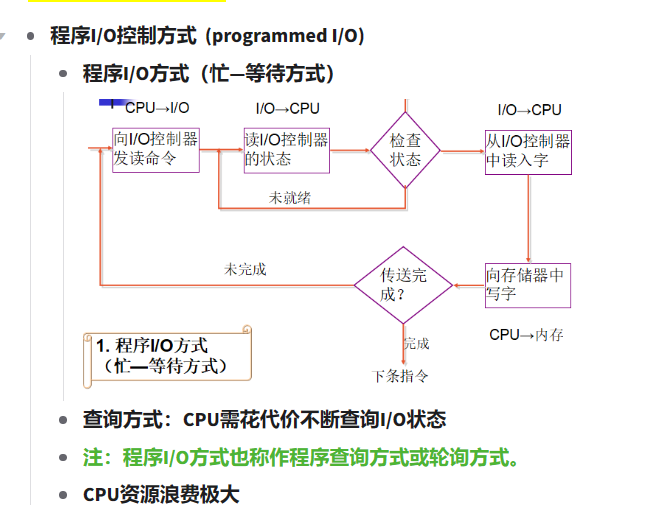 程序I/O控制方式 (programmed I/O)
程序I/O方式（忙—等待方式）
CPU→I/O
I/O→CPU
I/O→CPU
向I/O控制器
发读命令
读I/O控制器
的状态
检查
状态
从I/O控制器
中读入字
未就绪
未完成
传送完
成？
向存储器中
写字
CPU→内存
完成
下条指令
1. 程序I/O方式
（忙—等待方式）
查询方式：CPU需花代价不断查询I/O状态
注：程序I/O方式也称作程序查询方式或轮询方式。
CPU资源浪费极大